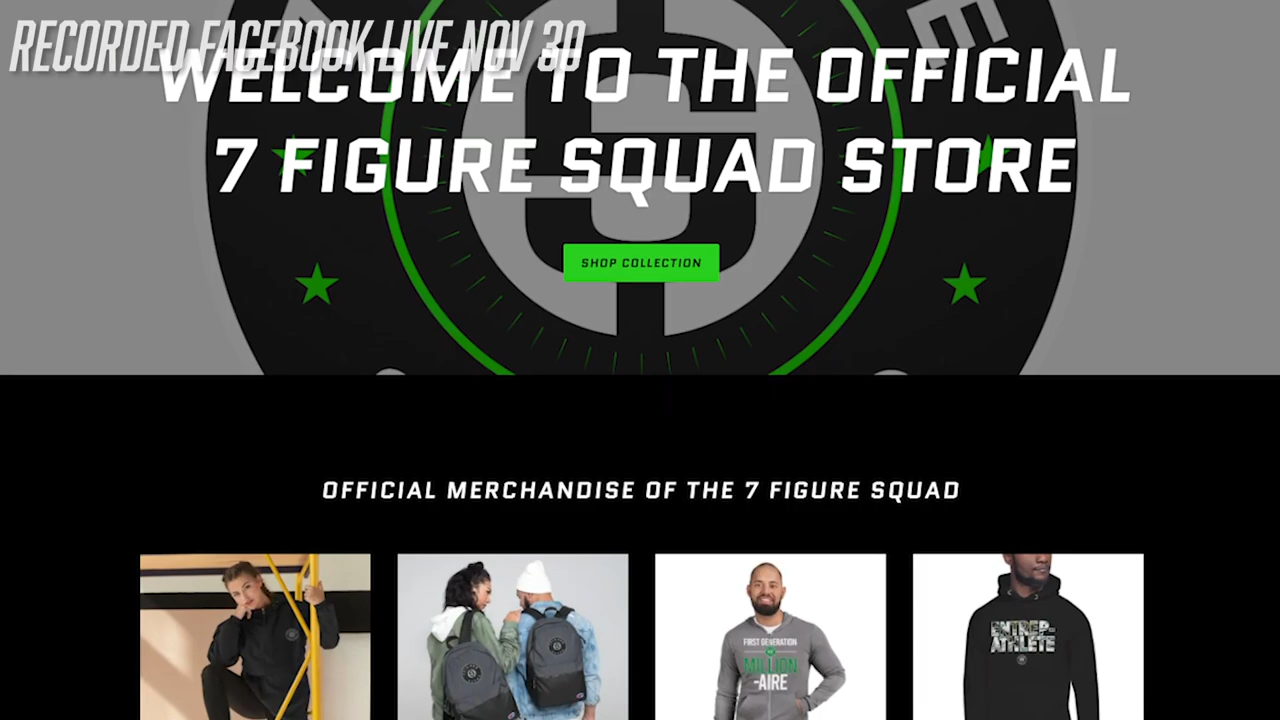 RECORDED FACEBOOK LIVE NOV 30
E
WELCOME TO THE OFFICIAL
7 FIGURE SQUAD STORE
SHOP COLLECTION
OFFICIAL MERCHANDISE OF THE 7 FIGURE SQUAD
FIRST GENERATION
MILLION
-AIRE
ENTREP-
ATHLETE